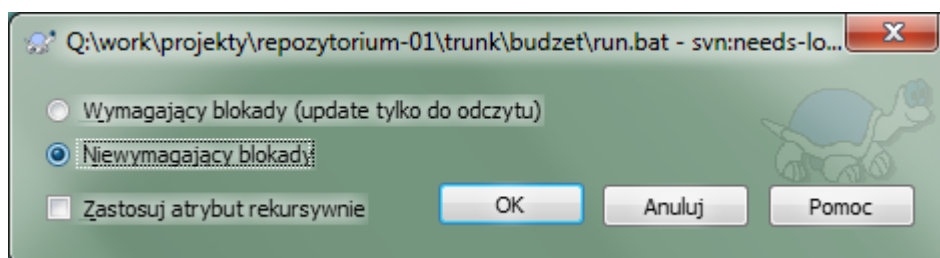 Q:\work\projekty\repozytorium-01\trunk\budzet\run.bat - svn:needs-lo...
Wymagający blokady (update tylko do odczytu)
Niewymagający blokady
Zastosuj atrybut rekursywnie
OK Anuluj Pomoc